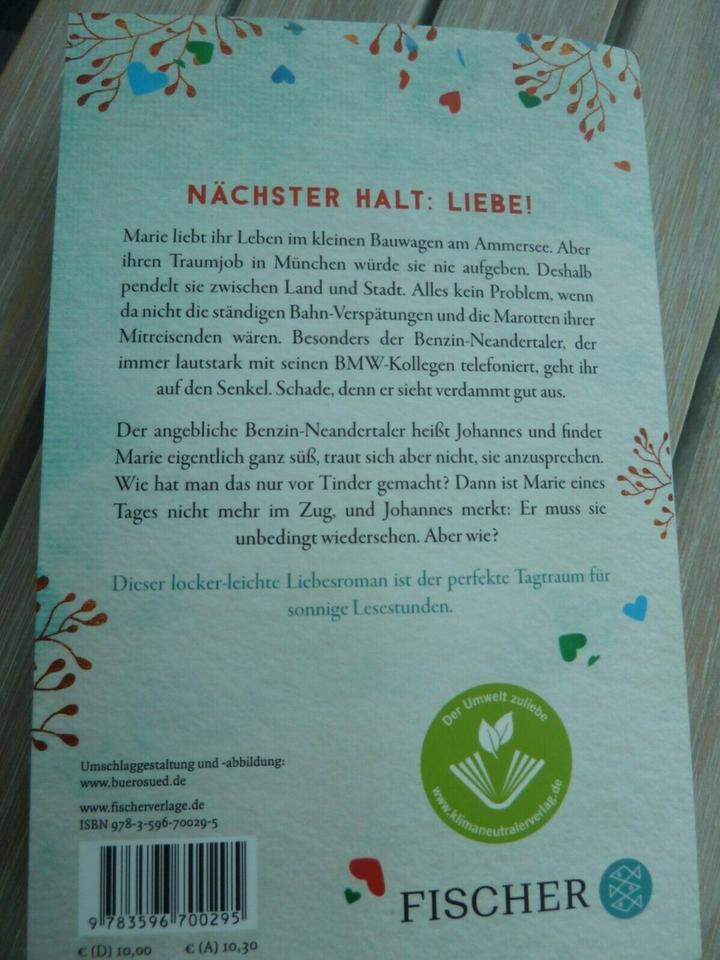 NÄCHSTER HALT: LIEBE!
Marie liebt ihr Leben im kleinen Bauwagen am Ammersee. Aber
ihren Traumjob in München würde sie nie aufgeben. Deshalb
pendelt sie zwischen Land und Stadt. Alles kein Problem, wenn
da nicht die ständigen Bahn-Verspätungen und die Marotten ihrer
Mitreisenden wären. Besonders der Benzin-Neandertaler, der
immer lautstark mit seinen BMW-Kollegen telefoniert, geht ihr
auf den Senkel. Schade, denn er sieht verdammt gut aus.
Der angebliche Benzin-Neandertaler heißt Johannes und findet
Marie eigentlich ganz süß, traut sich aber nicht, sie anzusprechen.
Wie hat man das nur vor Tinder gemacht? Dann ist Marie eines
Tages nicht mehr im Zug, und Johannes merkt: Er muss sie
unbedingt wiedersehen. Aber wie?
Dieser locker-leichte Liebesroman ist der perfekte Tagtraum für
sonnige Lesestunden.
Der Umwelt zuliebe
www.klimaneutralerverlag.de
Umschlaggestaltung und -abbildung:
www.buerosued.de
www.fischerverlage.de
ISBN 978-3-596-70029-5
9 783596 700295
€ (D) 10,00 € (A) 10,30
FISCHER